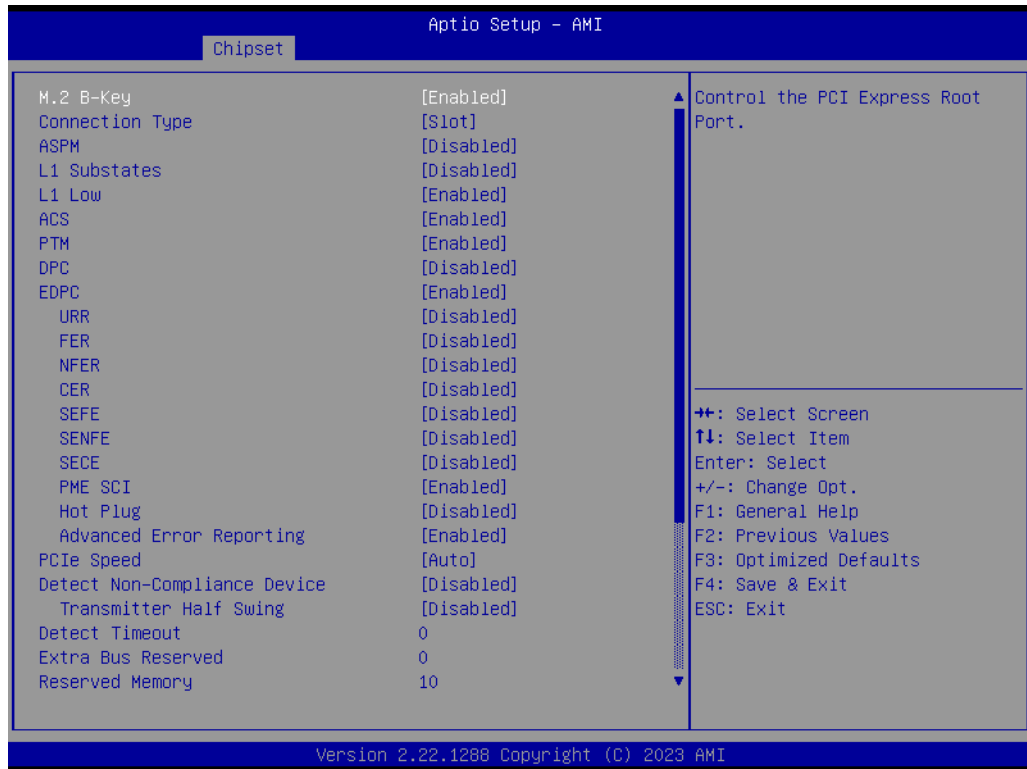 Aptio Setup – AMI
Chipset
M.2 B-Key [Enabled]
Connection Type [Slot]
ASPM [Disabled]
L1 Substates [Disabled]
L1 Low [Enabled]
ACS [Enabled]
PTM [Enabled]
DPC [Disabled]
EDPC [Enabled]
URR [Disabled]
FER [Disabled]
NFER [Disabled]
CER [Disabled]
SEFE [Disabled]
SENFE [Disabled]
SECE [Disabled]
PME SCI [Enabled]
Hot Plug [Disabled]
Advanced Error Reporting [Enabled]
PCIe Speed [Auto]
Detect Non-Compliance Device [Disabled]
Transmitter Half Swing [Disabled]
Detect Timeout 0
Extra Bus Reserved 0
Reserved Memory 10
Control the PCI Express Root
Port.
→←: Select Screen
↑↓: Select Item
Enter: Select
+/-: Change Opt.
F1: General Help
F2: Previous Values
F3: Optimized Defaults
F4: Save & Exit
ESC: Exit
Version 2.22.1288 Copyright (C) 2023 AMI